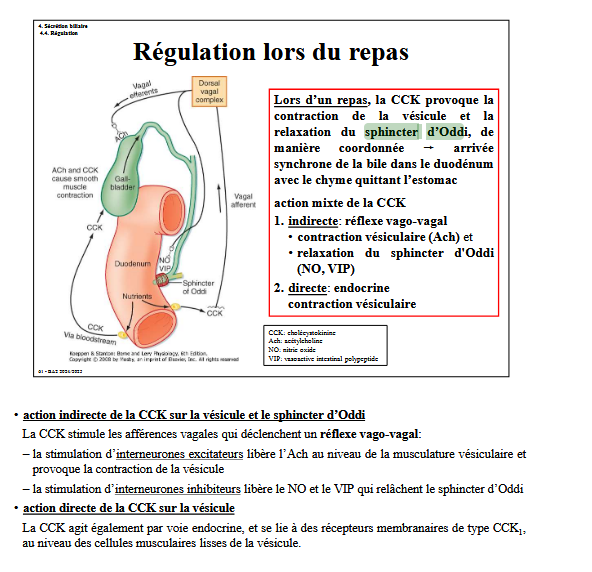 4. Sécrétion biliaire
4.4. Régulation
Régulation lors du repas
Vagal
efferents
Dorsal
vagal
complex
ACh
ACh and CCK
cause smooth
muscle
contraction
Gall-
bladder
Vagal
afferent
CCK
Duodenum
NO
VIP
Sphincter
of Oddi
Nutrients
CCK
CCK
Via bloodstream
Koeppen & Stanton: Berne and Levy Physiology, 6th Edition.
Copyright © 2008 by Mosby, an imprint of Elsevier, Inc. All rights reserved
Lors d’un repas, la CCK provoque la
contraction de la vésicule et la
relaxation du sphincter d’Oddi, de
manière coordonnée → arrivée
synchrone de la bile dans le duodénum
avec le chyme quittant l’estomac
action mixte de la CCK
1. indirecte: réflexe vago-vagal
• contraction vésiculaire (Ach) et
• relaxation du sphincter d'Oddi
(NO, VIP)
2. directe: endocrine
contraction vésiculaire
CCK: cholécystokinine
Ach: acétylcholine
NO: nitric oxide
VIP: vasoactive intestinal polypeptide
• action indirecte de la CCK sur la vésicule et le sphincter d’Oddi
La CCK stimule les afférences vagales qui déclenchent un réflexe vago-vagal:
– la stimulation d’interneurones excitateurs libère l’Ach au niveau de la musculature vésiculaire et
provoque la contraction de la vésicule
– la stimulation d’interneurones inhibiteurs libère le NO et le VIP qui relâchent le sphincter d’Oddi
• action directe de la CCK sur la vésicule
La CCK agit également par voie endocrine, et se lie à des récepteurs membranaires de type CCK₁,
au niveau des cellules musculaires lisses de la vésicule.